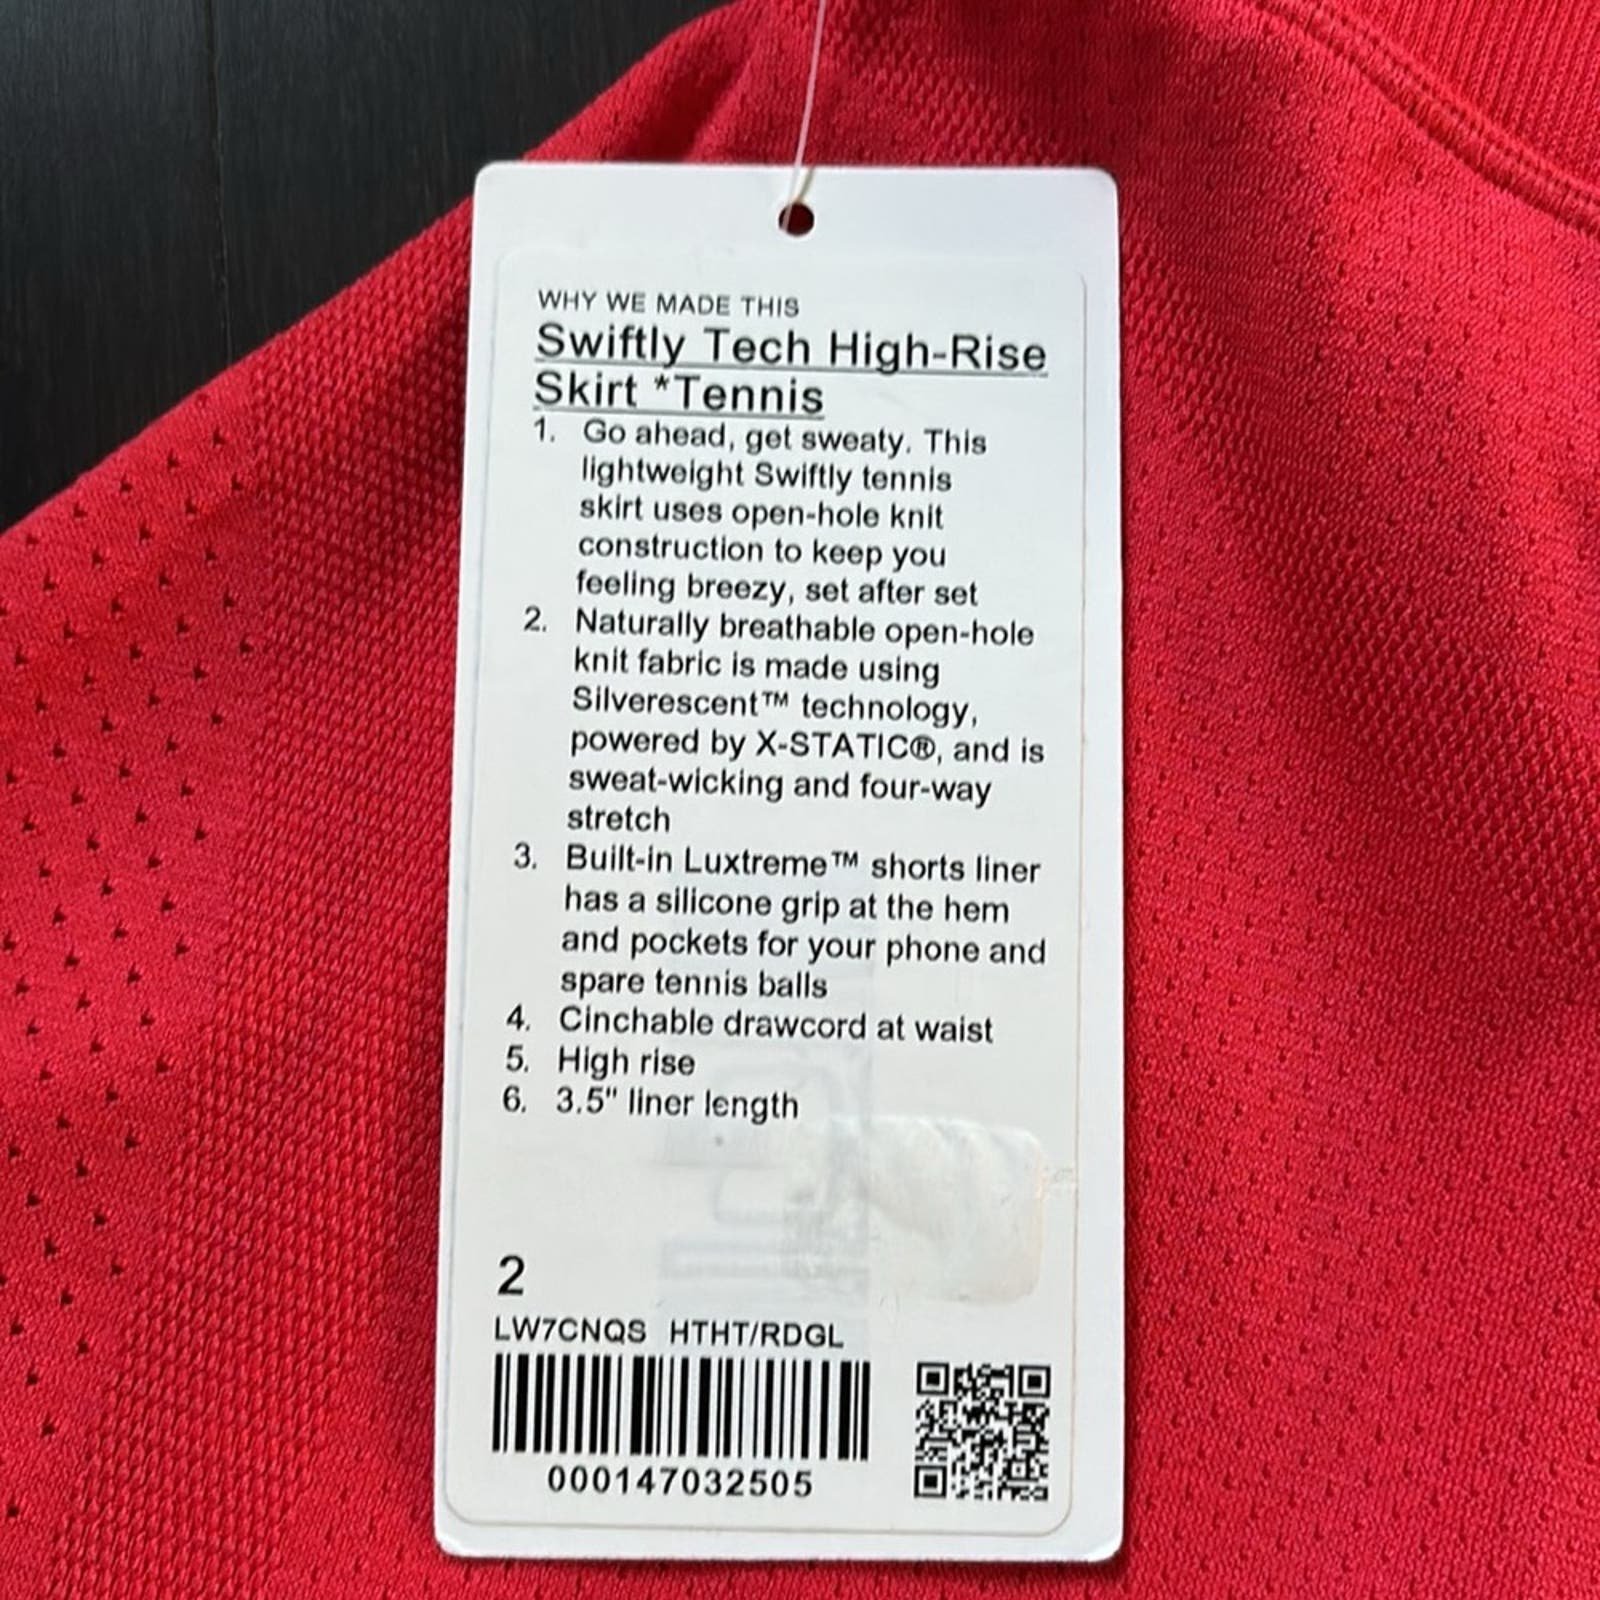 WHY WE MADE THIS
Swiftly Tech High-Rise
Skirt *Tennis
1. Go ahead, get sweaty. This
lightweight Swiftly tennis
skirt uses open-hole knit
construction to keep you
feeling breezy, set after set
2. Naturally breathable open-hole
knit fabric is made using
Silverescent™ technology,
powered by X-STATIC®, and is
sweat-wicking and four-way
stretch
3. Built-in Luxtreme™ shorts liner
has a silicone grip at the hem
and pockets for your phone and
spare tennis balls
4. Cinchable drawcord at waist
5. High rise
6. 3.5" liner length
2
LW7CNQS HTHT/RDGL
000147032505